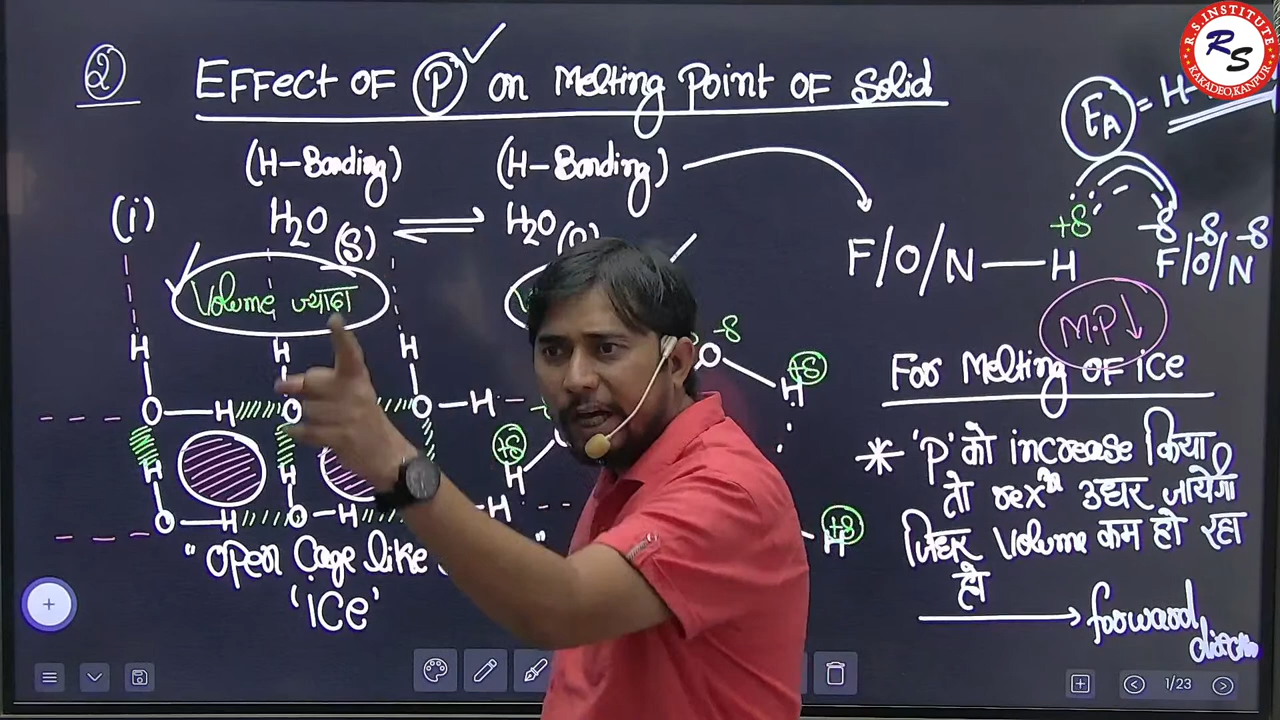 R.S. INSTITUTE
RS
KAKADEO, KANPUR
2
Effect of P on Melting Point of Solid
EA = H-
(H-Bonding) (H-Bonding)
(i) H2O (s) ⇌ H2O
F/O/N—H F/O/N
+δ -δ -δ -δ
Volume ज्यादा
M.P↓
H H H
-δ
+δ
H
O—H O O—H
For Melting of ice
+δ
H
H H
* 'P' को increase किया
तो rexn उधर जायेगी
O—H O—H H
+δ
H
जिधर Volume कम हो रहा
हो
"Open Cage like
'ice'
→ forward
dirxn
1/23